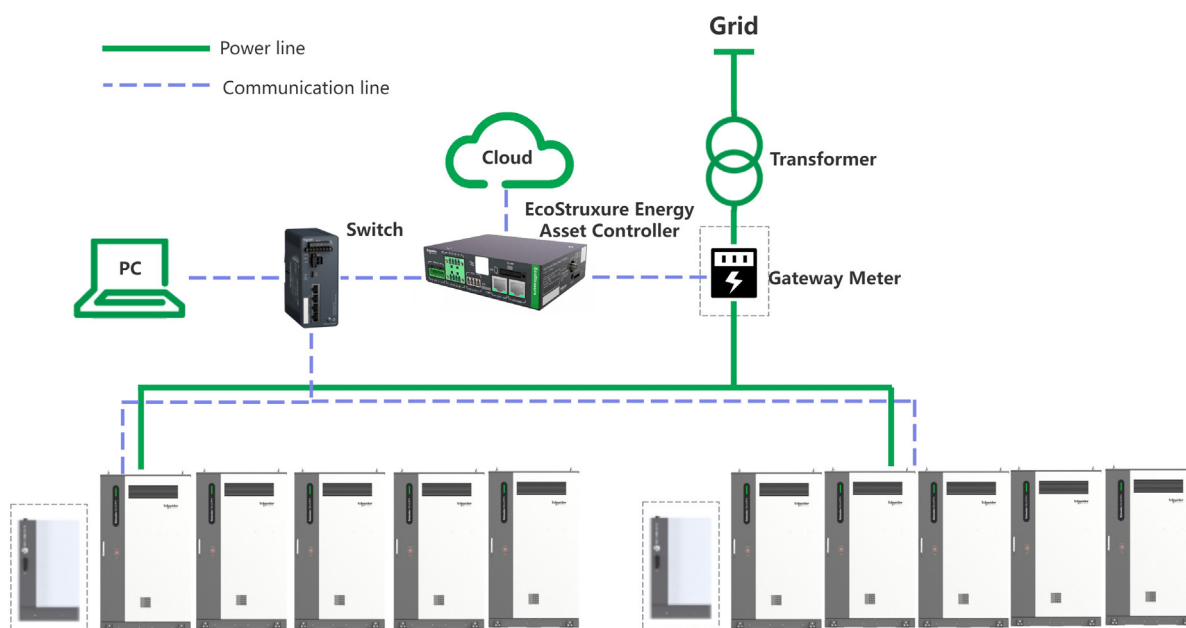 Grid
Power line
Communication line
Cloud
Transformer
EcoStruxure Energy
Asset Controller
Switch
PC
Gateway Meter